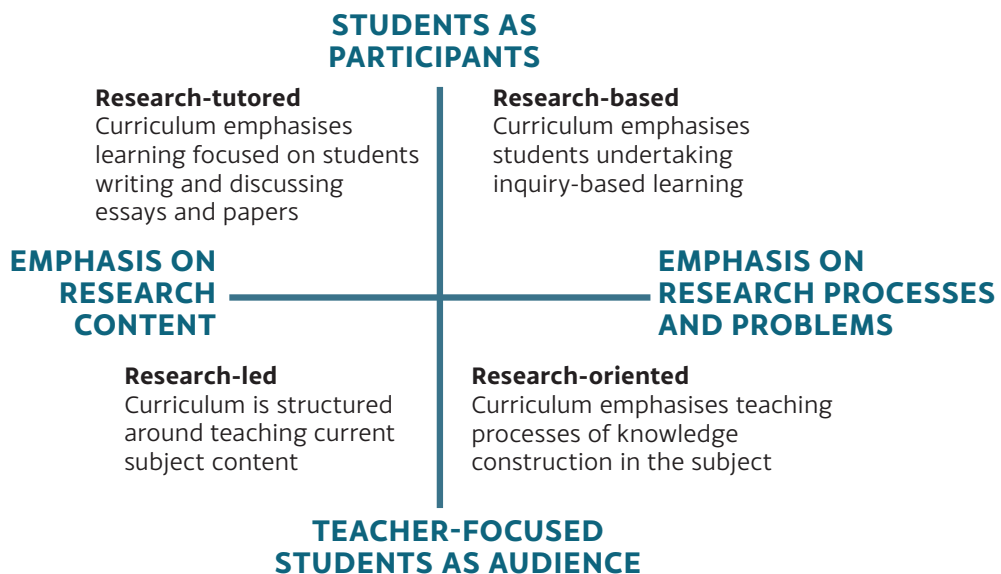 STUDENTS AS
PARTICIPANTS
Research-tutored
Curriculum emphasises
learning focused on students
writing and discussing
essays and papers
Research-based
Curriculum emphasises
students undertaking
inquiry-based learning
EMPHASIS ON
RESEARCH
CONTENT
EMPHASIS ON
RESEARCH PROCESSES
AND PROBLEMS
Research-led
Curriculum is structured
around teaching current
subject content
Research-oriented
Curriculum emphasises teaching
processes of knowledge
construction in the subject
TEACHER-FOCUSED
STUDENTS AS AUDIENCE